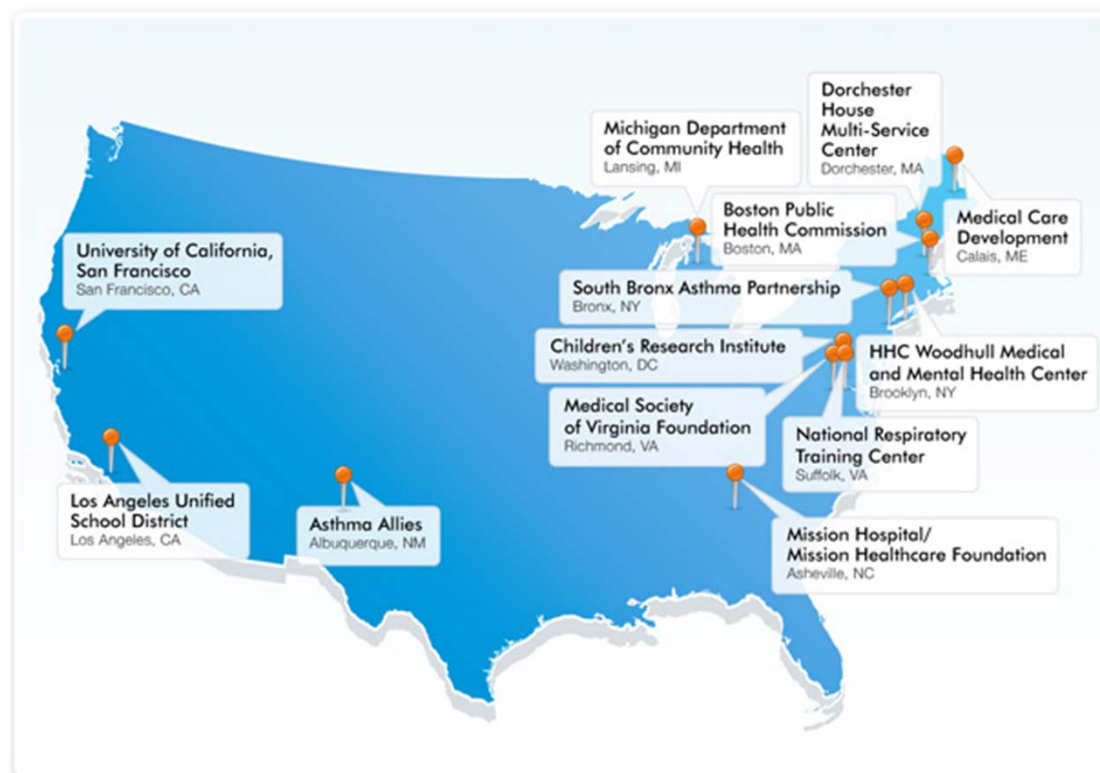 Dorchester
House
Multi-Service
Center
Dorchester, MA
Michigan Department
of Community Health
Lansing, MI
Boston Public
Health Commission
Boston, MA
Medical Care
Development
Calais, ME
University of California,
San Francisco
San Francisco, CA
South Bronx Asthma Partnership
Bronx, NY
Children's Research Institute
Washington, DC
HHC Woodhull Medical
and Mental Health Center
Brooklyn, NY
Medical Society
of Virginia Foundation
Richmond, VA
National Respiratory
Training Center
Suffolk, VA
Los Angeles Unified
School District
Los Angeles, CA
Asthma Allies
Albuquerque, NM
Mission Hospital/
Mission Healthcare Foundation
Asheville, NC